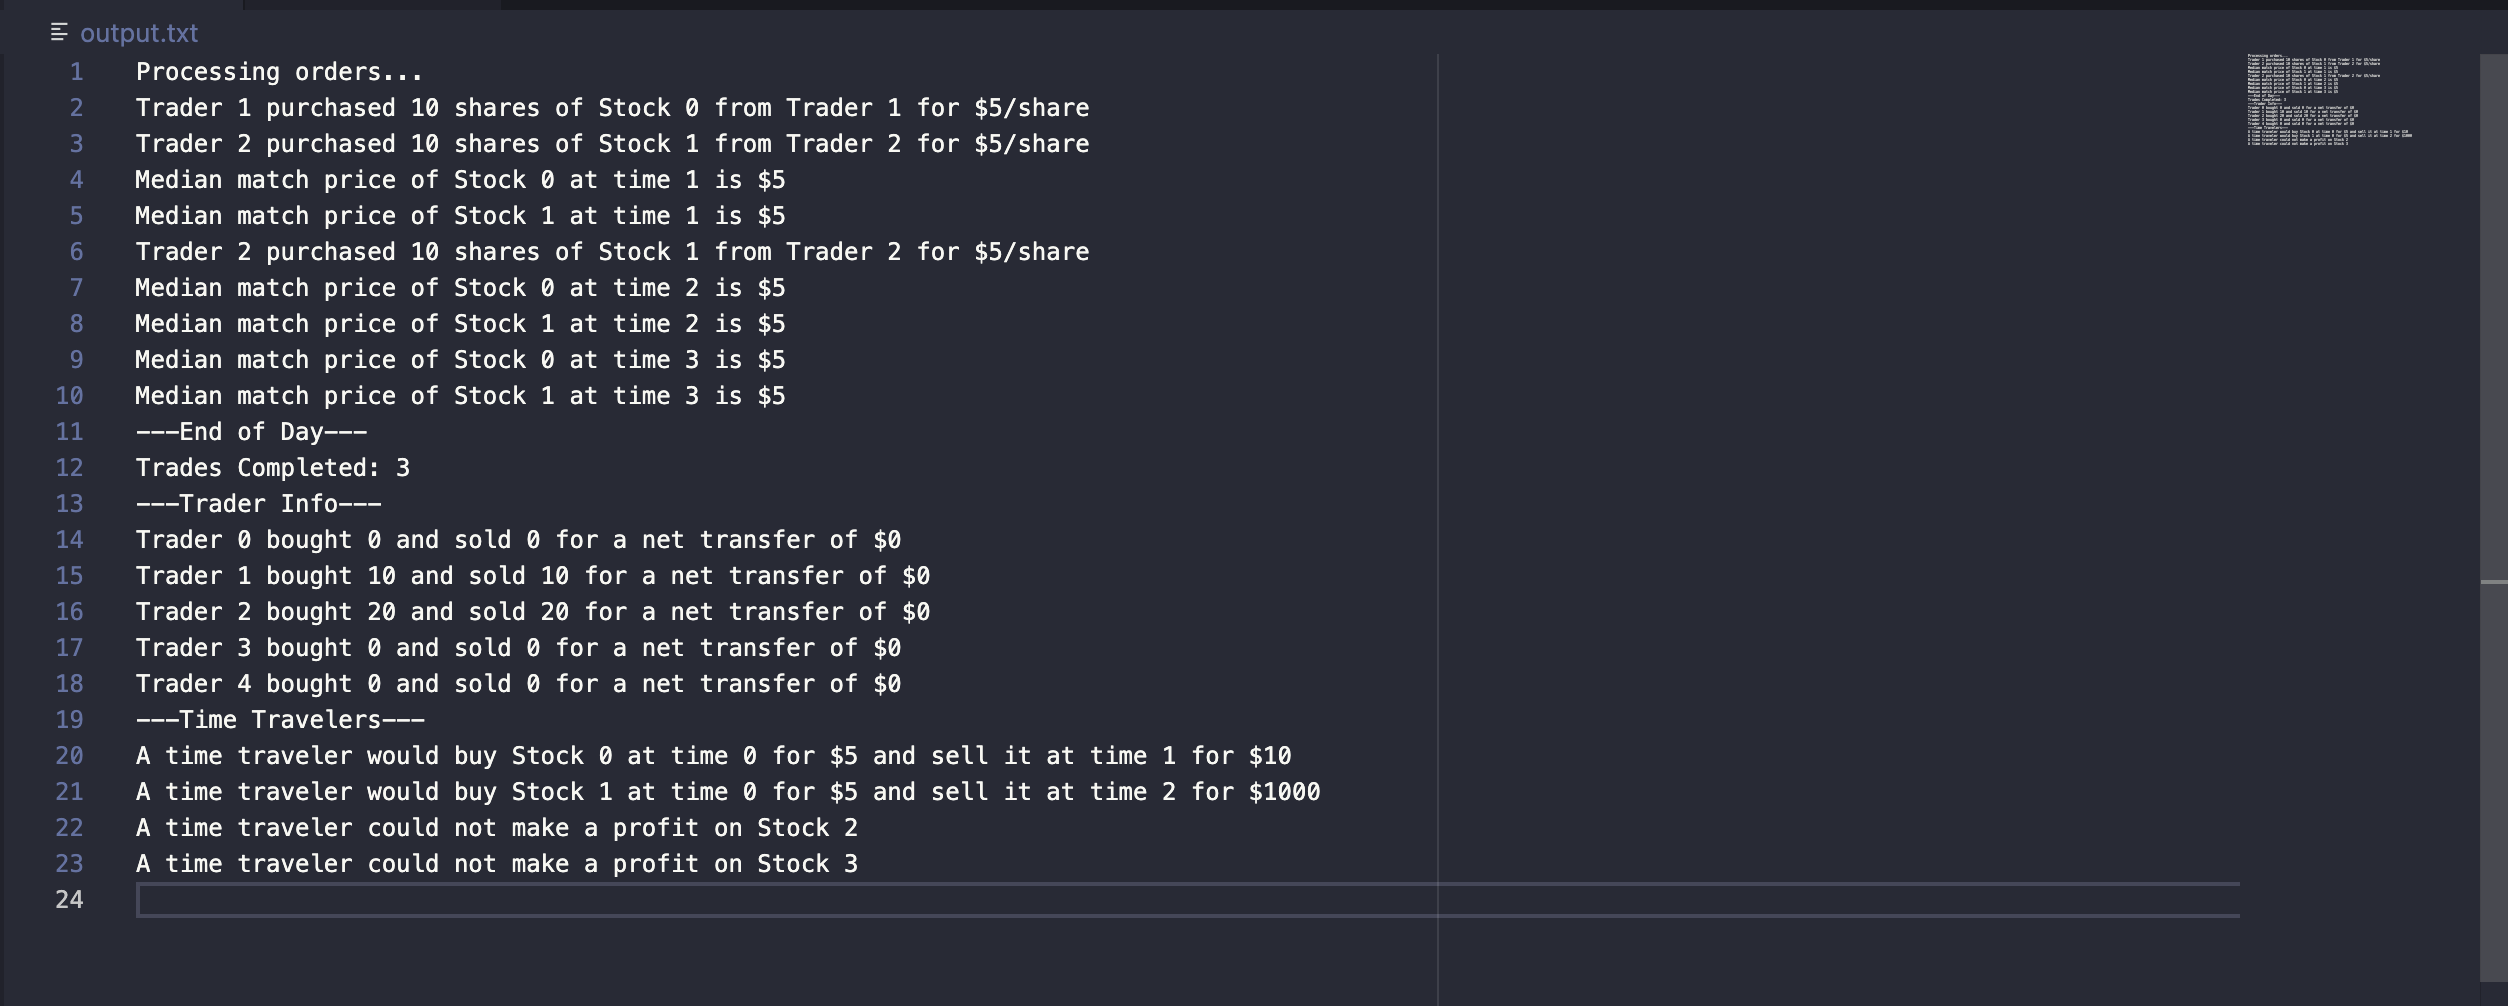 output.txt
1 Processing orders...
2 Trader 1 purchased 10 shares of Stock 0 from Trader 1 for $5/share
3 Trader 2 purchased 10 shares of Stock 1 from Trader 2 for $5/share
4 Median match price of Stock 0 at time 1 is $5
5 Median match price of Stock 1 at time 1 is $5
6 Trader 2 purchased 10 shares of Stock 1 from Trader 2 for $5/share
7 Median match price of Stock 0 at time 2 is $5
8 Median match price of Stock 1 at time 2 is $5
9 Median match price of Stock 0 at time 3 is $5
10 Median match price of Stock 1 at time 3 is $5
11 ---End of Day---
12 Trades Completed: 3
13 ---Trader Info---
14 Trader 0 bought 0 and sold 0 for a net transfer of $0
15 Trader 1 bought 10 and sold 10 for a net transfer of $0
16 Trader 2 bought 20 and sold 20 for a net transfer of $0
17 Trader 3 bought 0 and sold 0 for a net transfer of $0
18 Trader 4 bought 0 and sold 0 for a net transfer of $0
19 ---Time Travelers---
20 A time traveler would buy Stock 0 at time 0 for $5 and sell it at time 1 for $10
21 A time traveler would buy Stock 1 at time 0 for $5 and sell it at time 2 for $1000
22 A time traveler could not make a profit on Stock 2
23 A time traveler could not make a profit on Stock 3
24